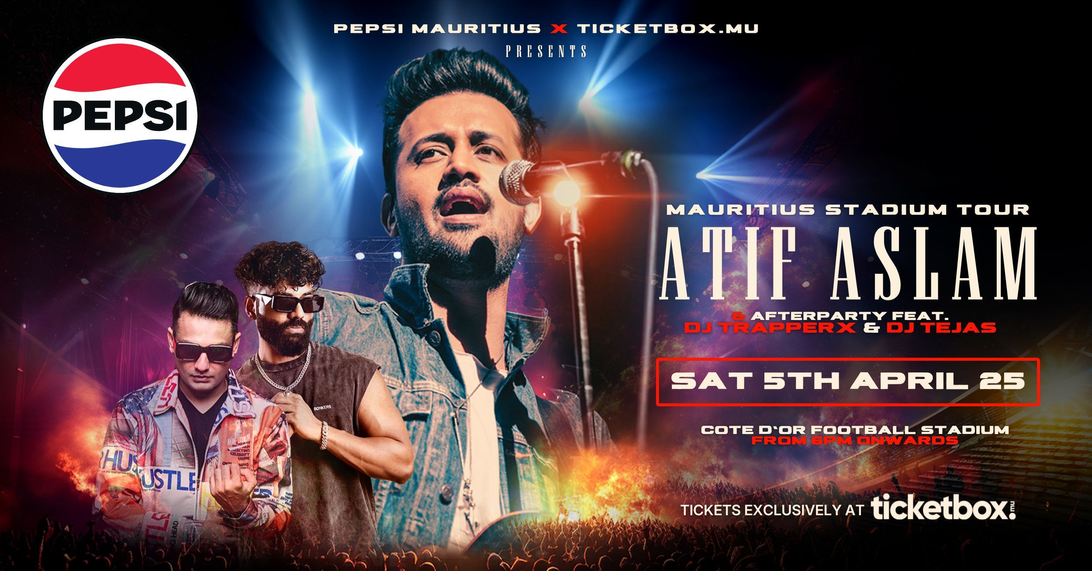 PEPSI MAURITIUS X TICKETBOX.MU
PRESENTS
PEPSI
MAURITIUS STADIUM TOUR
ATIF ASLAM
& AFTERPARTY FEAT.
DJ TRAPPERX & DJ TEJAS
SAT 5TH APRIL 25
COTE D'OR FOOTBALL STADIUM
FROM 6PM ONWARDS
TICKETS EXCLUSIVELY AT ticketbox.mu
HUSTLE